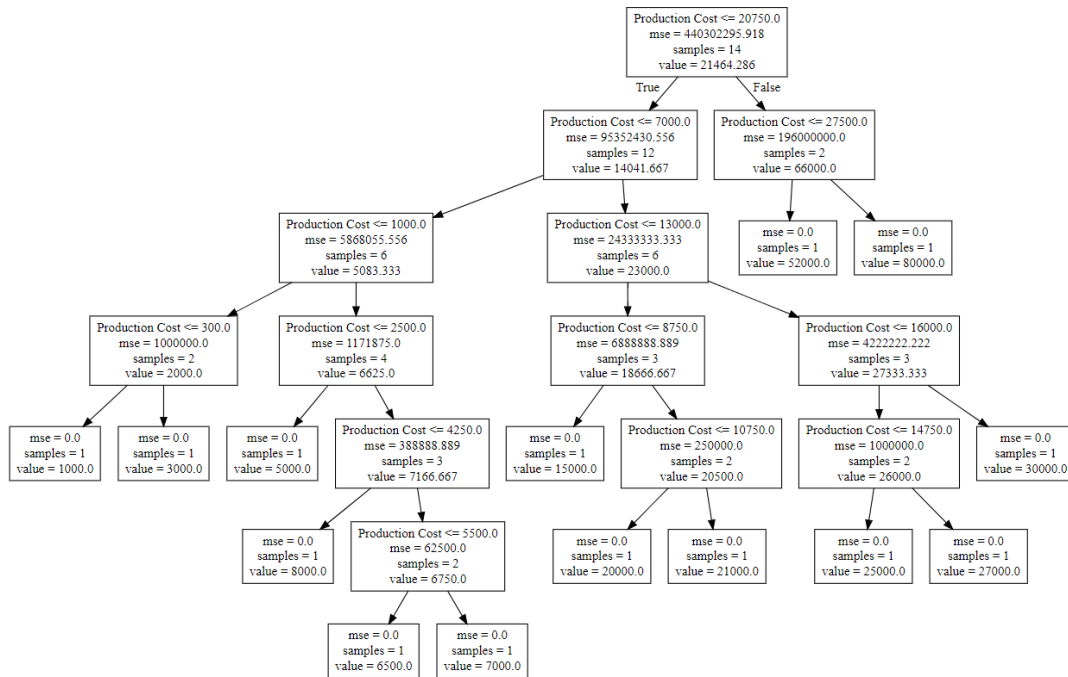 Production Cost <= 20750.0
mse = 440302295.918
samples = 14
value = 21464.286
True
False
Production Cost <= 7000.0
mse = 95352430.556
samples = 12
value = 14041.667
Production Cost <= 27500.0
mse = 196000000.0
samples = 2
value = 66000.0
Production Cost <= 1000.0
mse = 5868055.556
samples = 6
value = 5083.333
Production Cost <= 13000.0
mse = 24333333.333
samples = 6
value = 23000.0
mse = 0.0
samples = 1
value = 52000.0
mse = 0.0
samples = 1
value = 80000.0
Production Cost <= 300.0
mse = 1000000.0
samples = 2
value = 2000.0
Production Cost <= 2500.0
mse = 1171875.0
samples = 4
value = 6625.0
Production Cost <= 8750.0
mse = 6888888.889
samples = 3
value = 18666.667
Production Cost <= 16000.0
mse = 4222222.222
samples = 3
value = 27333.333
mse = 0.0
samples = 1
value = 1000.0
mse = 0.0
samples = 1
value = 3000.0
mse = 0.0
samples = 1
value = 5000.0
Production Cost <= 4250.0
mse = 388888.889
samples = 3
value = 7166.667
mse = 0.0
samples = 1
value = 15000.0
Production Cost <= 10750.0
mse = 250000.0
samples = 2
value = 20500.0
Production Cost <= 14750.0
mse = 1000000.0
samples = 2
value = 26000.0
mse = 0.0
samples = 1
value = 30000.0
mse = 0.0
samples = 1
value = 8000.0
Production Cost <= 5500.0
mse = 62500.0
samples = 2
value = 6750.0
mse = 0.0
samples = 1
value = 20000.0
mse = 0.0
samples = 1
value = 21000.0
mse = 0.0
samples = 1
value = 25000.0
mse = 0.0
samples = 1
value = 27000.0
mse = 0.0
samples = 1
value = 6500.0
mse = 0.0
samples = 1
value = 7000.0